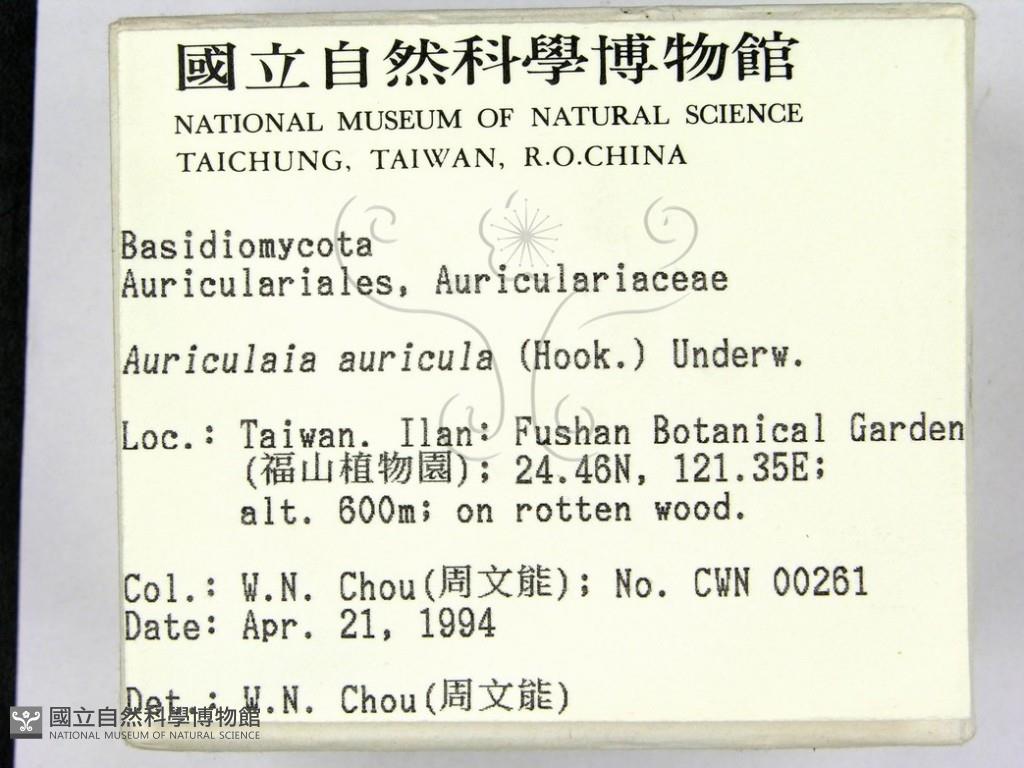 國立自然科學博物館
NATIONAL MUSEUM OF NATURAL SCIENCE
TAICHUNG, TAIWAN, R.O.CHINA
Basidiomycota
Auriculariales, Auriculariaceae
Auriculaia auricula (Hook.) Underw.
Loc.: Taiwan. Ilan: Fushan Botanical Garden
(福山植物園); 24.46N, 121.35E;
alt. 600m; on rotten wood.
Col.: W.N. Chou(周文能); No. CWN 00261
Date: Apr. 21, 1994
Det.: W.N. Chou(周文能)
國立自然科學博物館
NATIONAL MUSEUM OF NATURAL SCIENCE